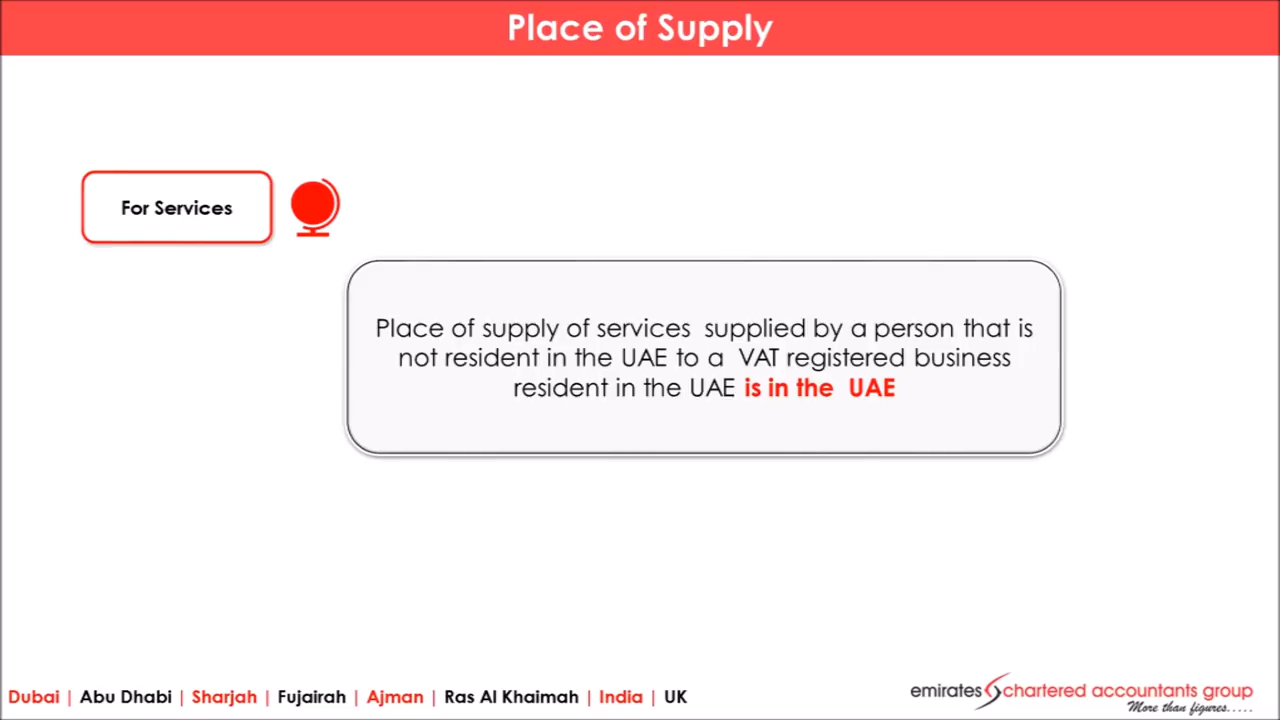 Place of Supply
For Services
Place of supply of services supplied by a person that is
not resident in the UAE to a VAT registered business
resident in the UAE is in the UAE
Dubai | Abu Dhabi | Sharjah | Fujairah | Ajman | Ras Al Khaimah | India | UK
emirates chartered accountants group
More than figures.....